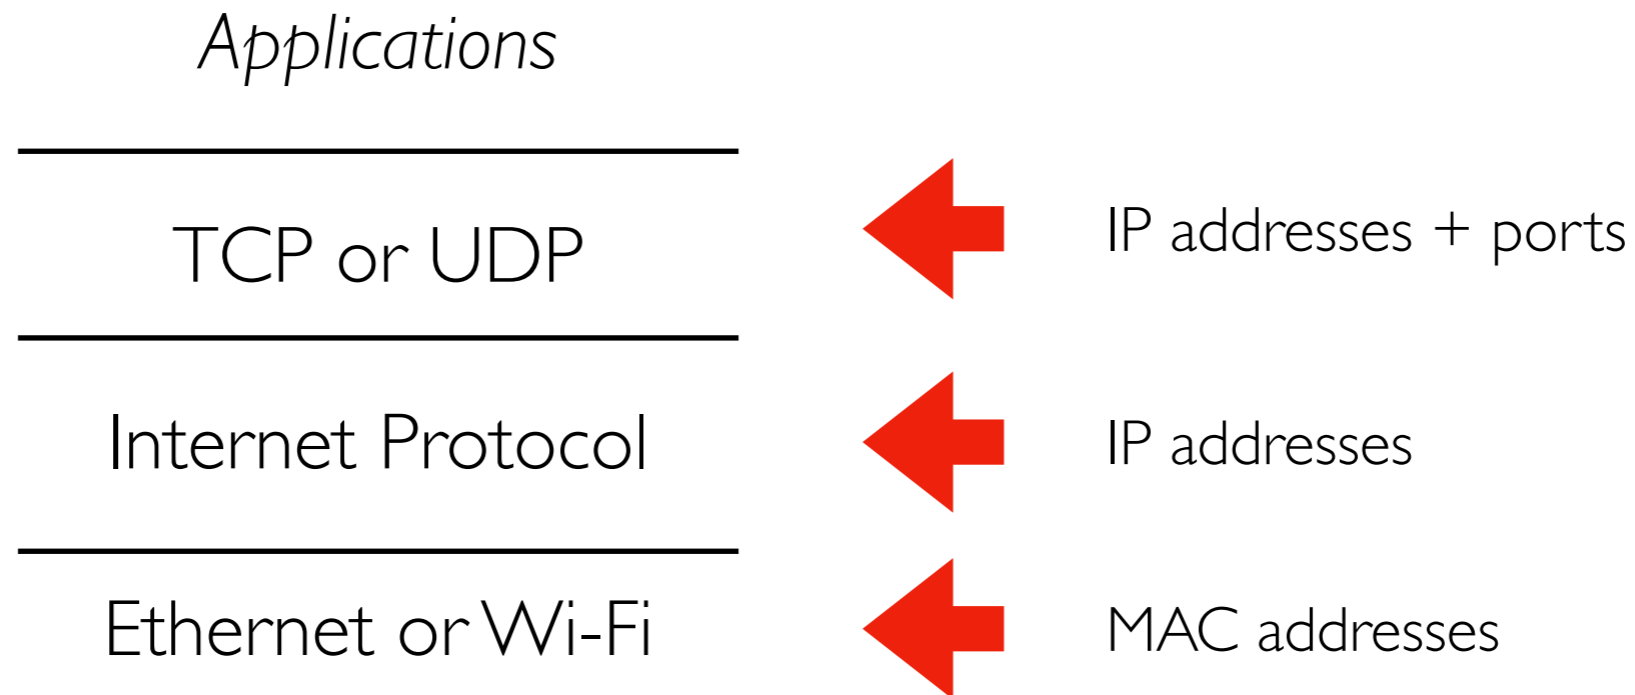 Applications
TCP or UDP
IP addresses + ports
Internet Protocol
IP addresses
Ethernet or Wi-Fi
MAC addresses